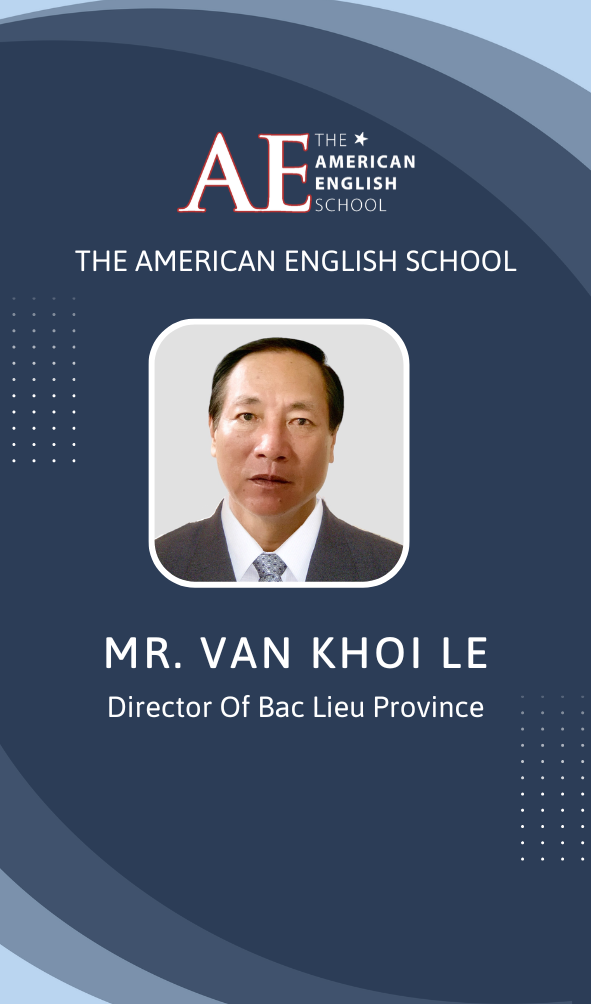 AE
THE
AMERICAN
ENGLISH
SCHOOL
THE AMERICAN ENGLISH SCHOOL
MR. VAN KHOI LE
Director Of Bac Lieu Province